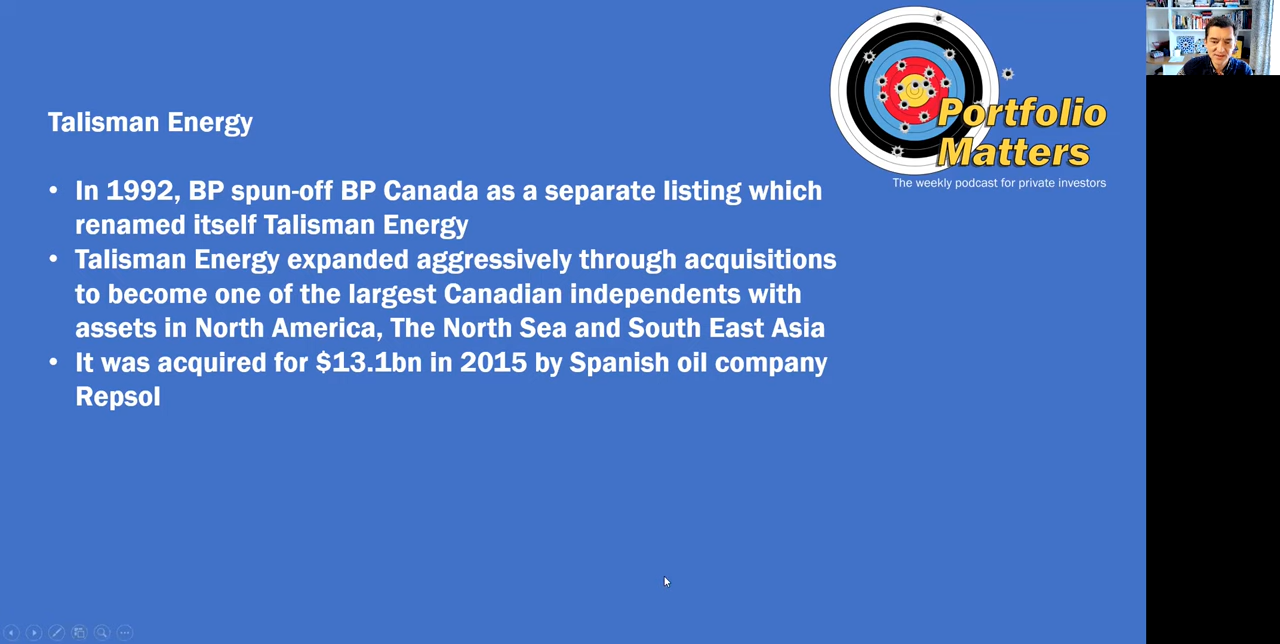 Portfolio
Matters
The weekly podcast for private investors
Talisman Energy
• In 1992, BP spun-off BP Canada as a separate listing which
renamed itself Talisman Energy
• Talisman Energy expanded aggressively through acquisitions
to become one of the largest Canadian independents with
assets in North America, The North Sea and South East Asia
• It was acquired for $13.1bn in 2015 by Spanish oil company
Repsol